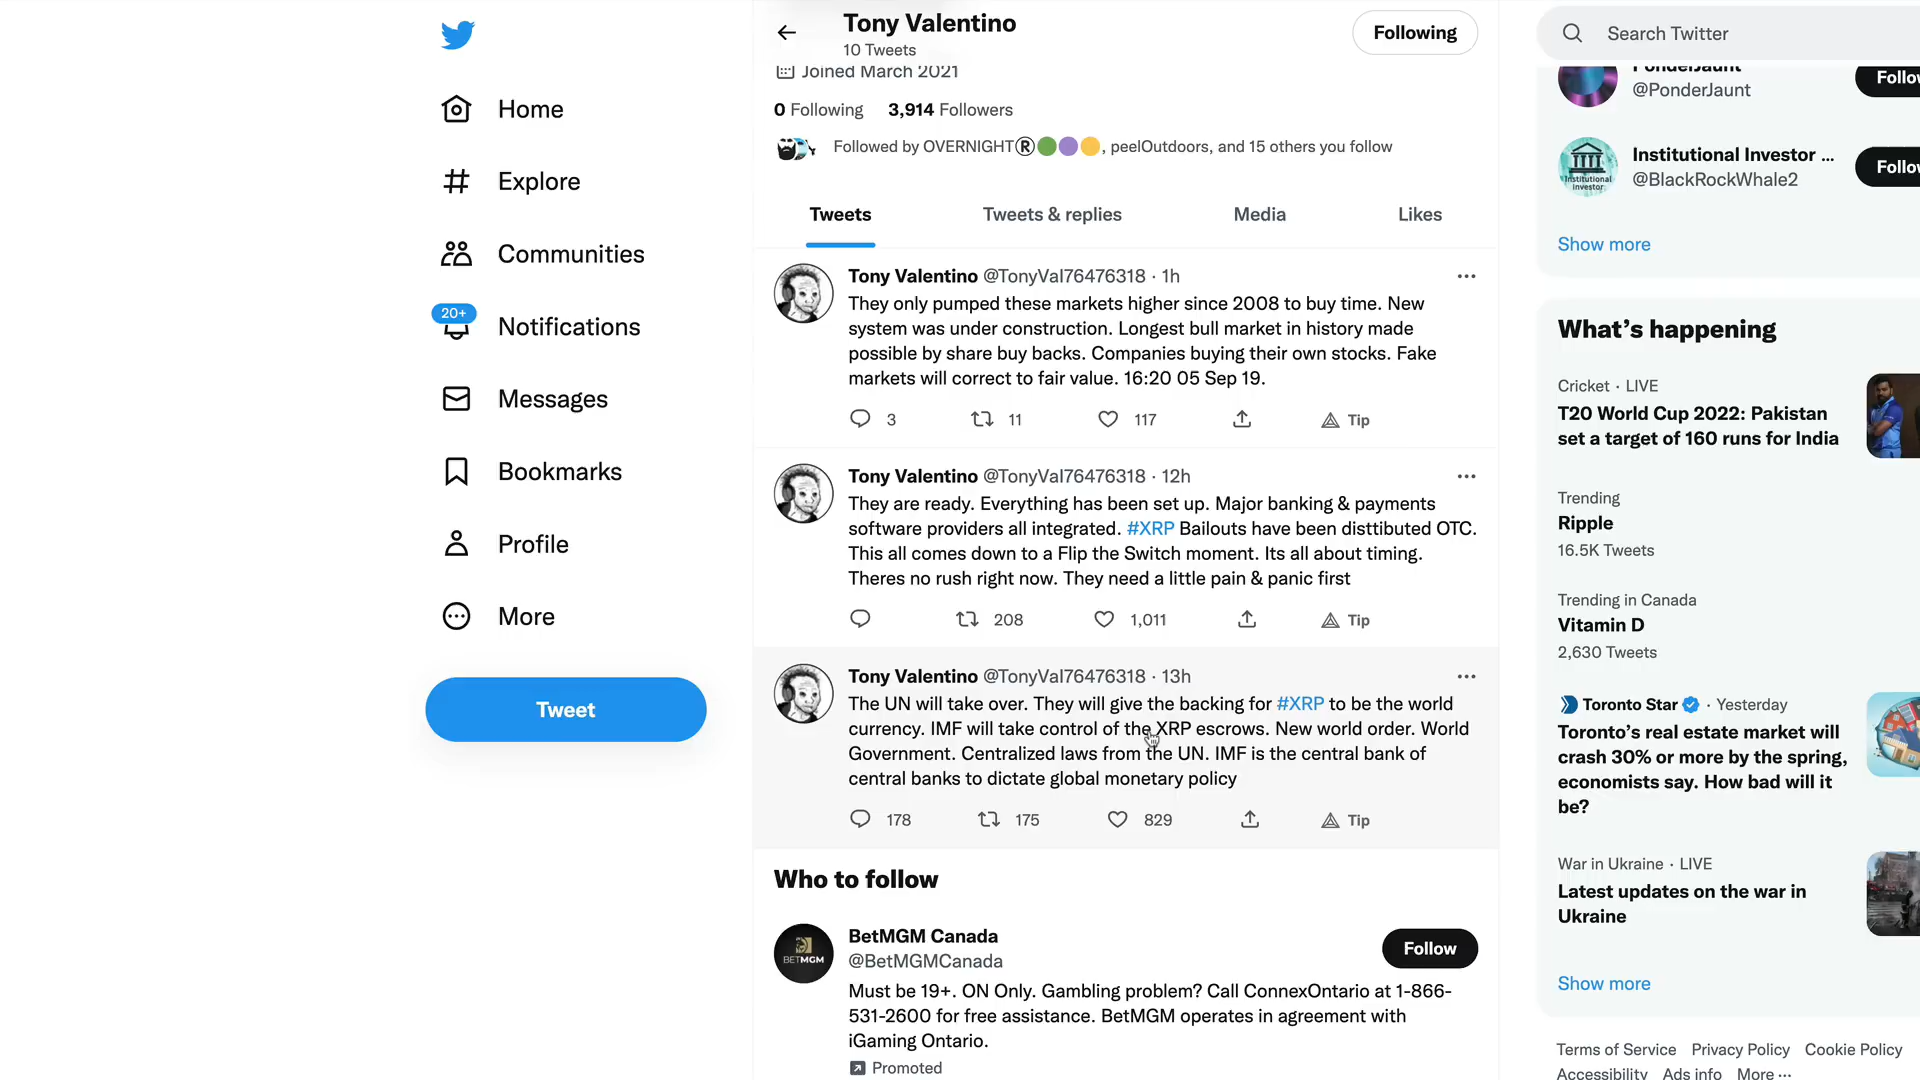 Tony Valentino
10 Tweets
Following
Search Twitter
Home
Explore
Communities
20+
Notifications
Messages
Bookmarks
Profile
More
Tweet
Joined March 2021
0 Following 3,914 Followers
Followed by OVERNIGHT®🟢🟣🟡, peelOutdoors, and 15 others you follow
Tweets Tweets & replies Media Likes
Tony Valentino @TonyVal76476318 · 1h
They only pumped these markets higher since 2008 to buy time. New
system was under construction. Longest bull market in history made
possible by share buy backs. Companies buying their own stocks. Fake
markets will correct to fair value. 16:20 05 Sep 19.
3 11 117 Tip
Tony Valentino @TonyVal76476318 · 12h
They are ready. Everything has been set up. Major banking & payments
software providers all integrated. #XRP Bailouts have been disttibuted OTC.
This all comes down to a Flip the Switch moment. Its all about timing.
Theres no rush right now. They need a little pain & panic first
208 1,011 Tip
Tony Valentino @TonyVal76476318 · 13h
The UN will take over. They will give the backing for #XRP to be the world
currency. IMF will take control of the XRP escrows. New world order. World
Government. Centralized laws from the UN. IMF is the central bank of
central banks to dictate global monetary policy
178 175 829 Tip
Who to follow
BETMGM
BetMGM Canada
@BetMGMCanada
Follow
Must be 19+. ON Only. Gambling problem? Call ConnexOntario at 1-866-
531-2600 for free assistance. BetMGM operates in agreement with
iGaming Ontario.
Promoted
PonderJaunt
@PonderJaunt
Follo
Institutional
Investor
Institutional Investor ...
@BlackRockWhale2
Follo
Show more
What's happening
Cricket · LIVE
T20 World Cup 2022: Pakistan
set a target of 160 runs for India
Trending
Ripple
16.5K Tweets
Trending in Canada
Vitamin D
2,630 Tweets
Toronto Star · Yesterday
Toronto's real estate market will
crash 30% or more by the spring,
economists say. How bad will it
be?
War in Ukraine · LIVE
Latest updates on the war in
Ukraine
Show more
Terms of Service Privacy Policy Cookie Policy
Accessibility Ads info More ...